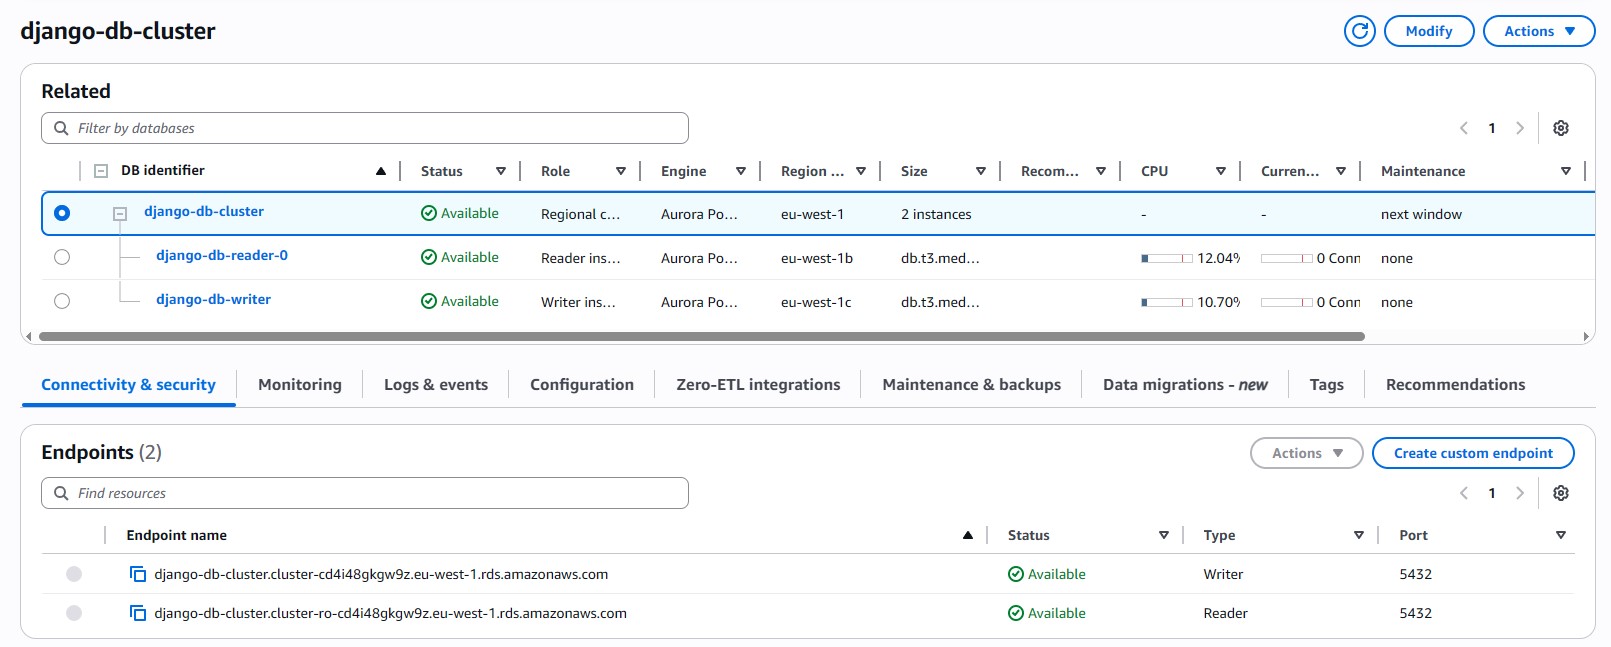 django-db-cluster
Modify
Actions
Related
Filter by databases
1
DB identifier Status Role Engine Region ... Size Recom... CPU Curren... Maintenance
django-db-cluster Available Regional c... Aurora Po... eu-west-1 2 instances - - next window
django-db-reader-0 Available Reader ins... Aurora Po... eu-west-1b db.t3.med... 12.04% 0 Conn none
django-db-writer Available Writer ins... Aurora Po... eu-west-1c db.t3.med... 10.70% 0 Conn none
Connectivity & security Monitoring Logs & events Configuration Zero-ETL integrations Maintenance & backups Data migrations - new Tags Recommendations
Endpoints (2)
Actions
Create custom endpoint
Find resources
1
Endpoint name Status Type Port
django-db-cluster.cluster-cd4i48gkgw9z.eu-west-1.rds.amazonaws.com Available Writer 5432
django-db-cluster.cluster-ro-cd4i48gkgw9z.eu-west-1.rds.amazonaws.com Available Reader 5432